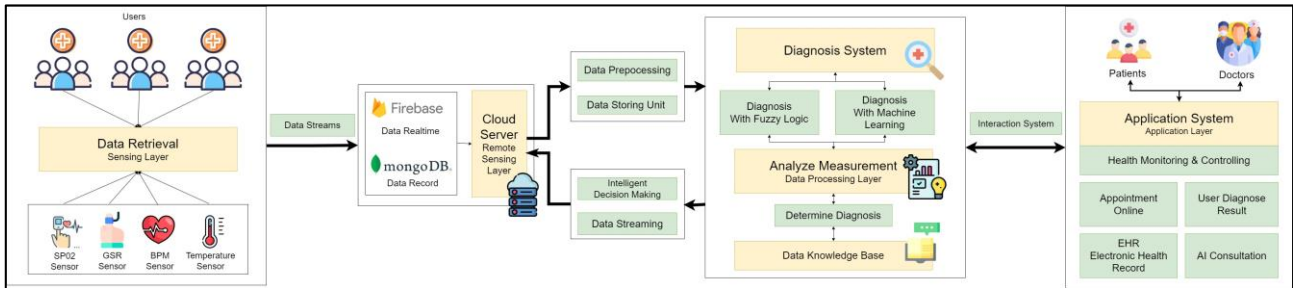 Users
Data Retrieval
Sensing Layer
SP02
Sensor
...
GSR
Sensor
BPM
Sensor
Temperature
Sensor
Data Streams
Firebase
Data Realtime
mongoDB®
Data Record
Cloud
Server
Remote
Sensing
Layer
Data Prepocessing
Data Storing Unit
Intelligent
Decision Making
Data Streaming
Diagnosis System
Diagnosis
With Fuzzy Logic
Diagnosis
With Machine
Learning
Analyze Measurement
Data Processing Layer
Determine Diagnosis
Data Knowledge Base
Interaction System
Patients
Doctors
Application System
Application Layer
Health Monitoring & Controlling
Appointment
Online
User Diagnose
Result
EHR
Electronic Health
Record
AI Consultation